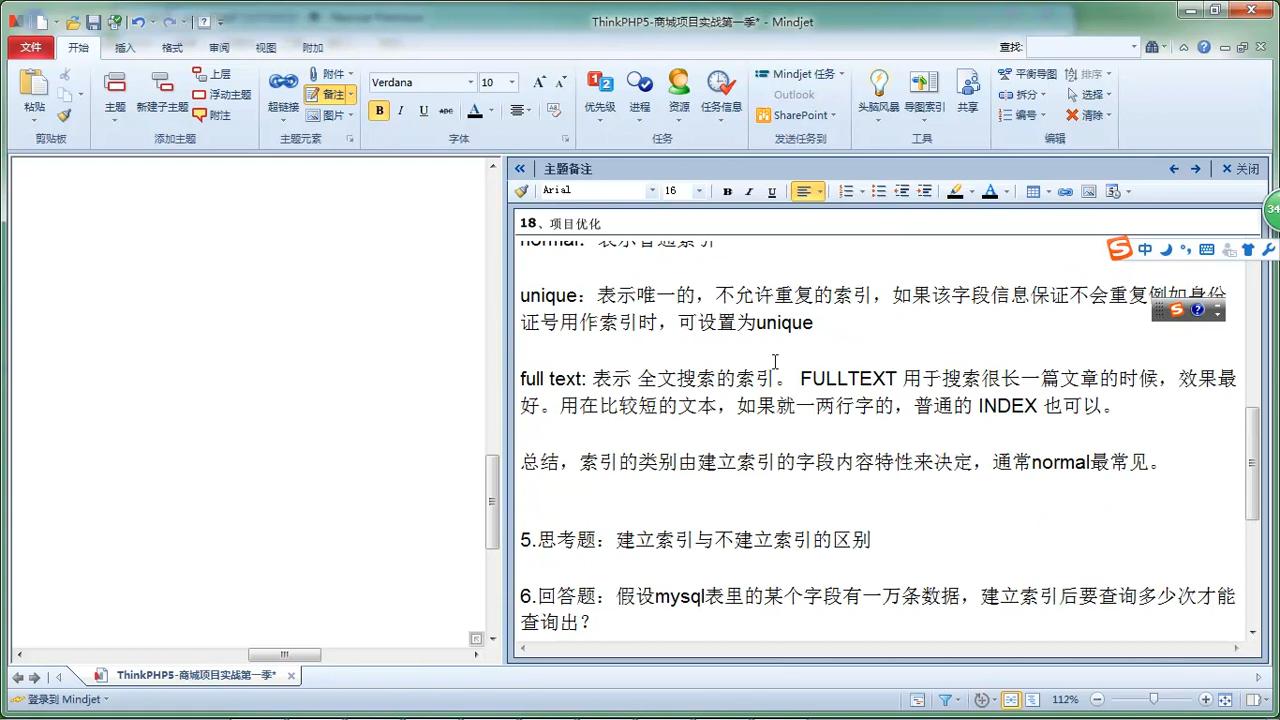 ThinkPHP5-商城项目实战第一季* - Mindjet
文件 开始 插入 格式 审阅 视图 附加 查找:
粘贴 剪贴板
主题 新建子主题 上层 浮动主题 附注 添加主题
超链接 附件 备注 图片 主题元素
Verdana 10 B I U abc A 字体
优先级 进程 资源 任务信息 任务
Mindjet 任务 Outlook SharePoint 发送任务到
头脑风暴 导图索引 共享 工具
平衡导图 排序 拆分 选择 编号 清除 编辑
主题备注 关闭
Arial 16 B I U A
18、项目优化
34
normal：表示普通索引
中
unique：表示唯一的，不允许重复的索引，如果该字段信息保证不会重复例如身份
证号用作索引时，可设置为unique
full text: 表示 全文搜索的索引。 FULLTEXT 用于搜索很长一篇文章的时候，效果最
好。用在比较短的文本，如果就一两行字的，普通的 INDEX 也可以。
总结，索引的类别由建立索引的字段内容特性来决定，通常normal最常见。
5.思考题：建立索引与不建立索引的区别
6.回答题：假设mysql表里的某个字段有一万条数据，建立索引后要查询多少次才能
查询出？
ThinkPHP5-商城项目实战第一季*
登录到 Mindjet 112%